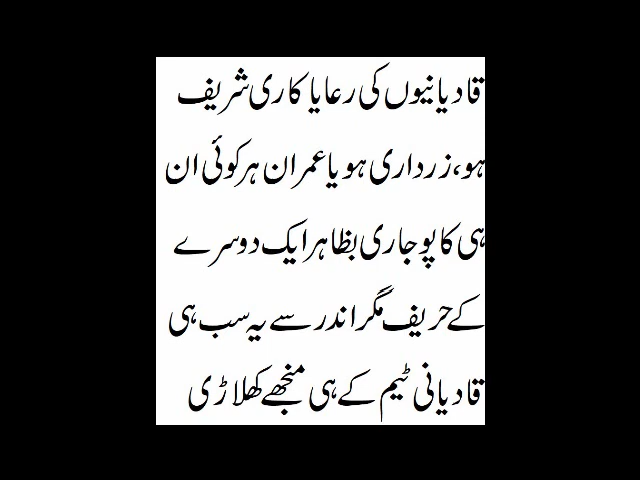 قادیانیوں کی رعایا کاری شریف
ہو، زرداری ہو یا عمران ہر کوئی ان
ہی کا پوجاری بظاہر ایک دوسرے
کے حریف مگر اندر سے یہ سب ہی
قادیانی ٹیم کے ہی منجھے کھلاڑی